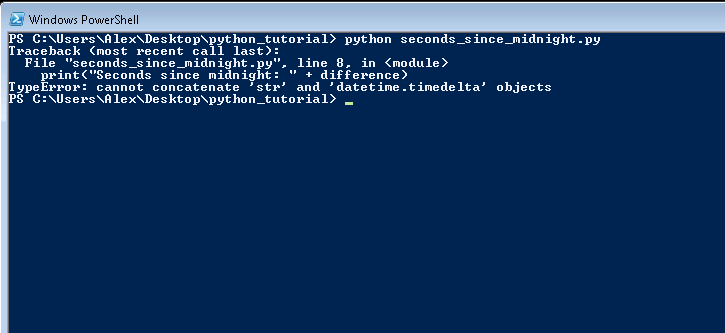 Windows PowerShell
PS C:\Users\Alex\Desktop\python_tutorial> python seconds_since_midnight.py
Traceback (most recent call last):
  File "seconds_since_midnight.py", line 8, in <module>
    print("Seconds since midnight: " + difference)
TypeError: cannot concatenate 'str' and 'datetime.timedelta' objects
PS C:\Users\Alex\Desktop\python_tutorial>